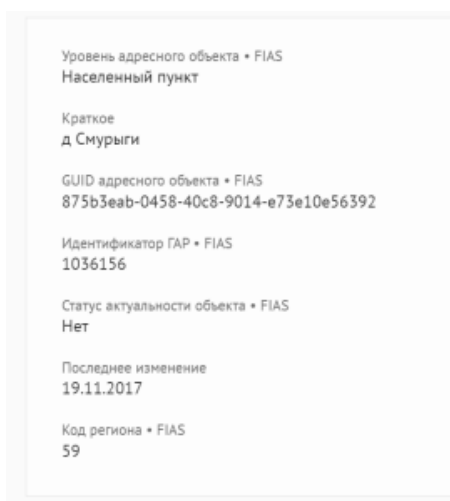 Уровень адресного объекта • FIAS
Населенный пункт
Краткое
д Смурыги
GUID адресного объекта • FIAS
875b3eab-0458-40c8-9014-e73e10e56392
Идентификатор ГАР • FIAS
1036156
Статус актуальности объекта • FIAS
Нет
Последнее изменение
19.11.2017
Код региона • FIAS
59